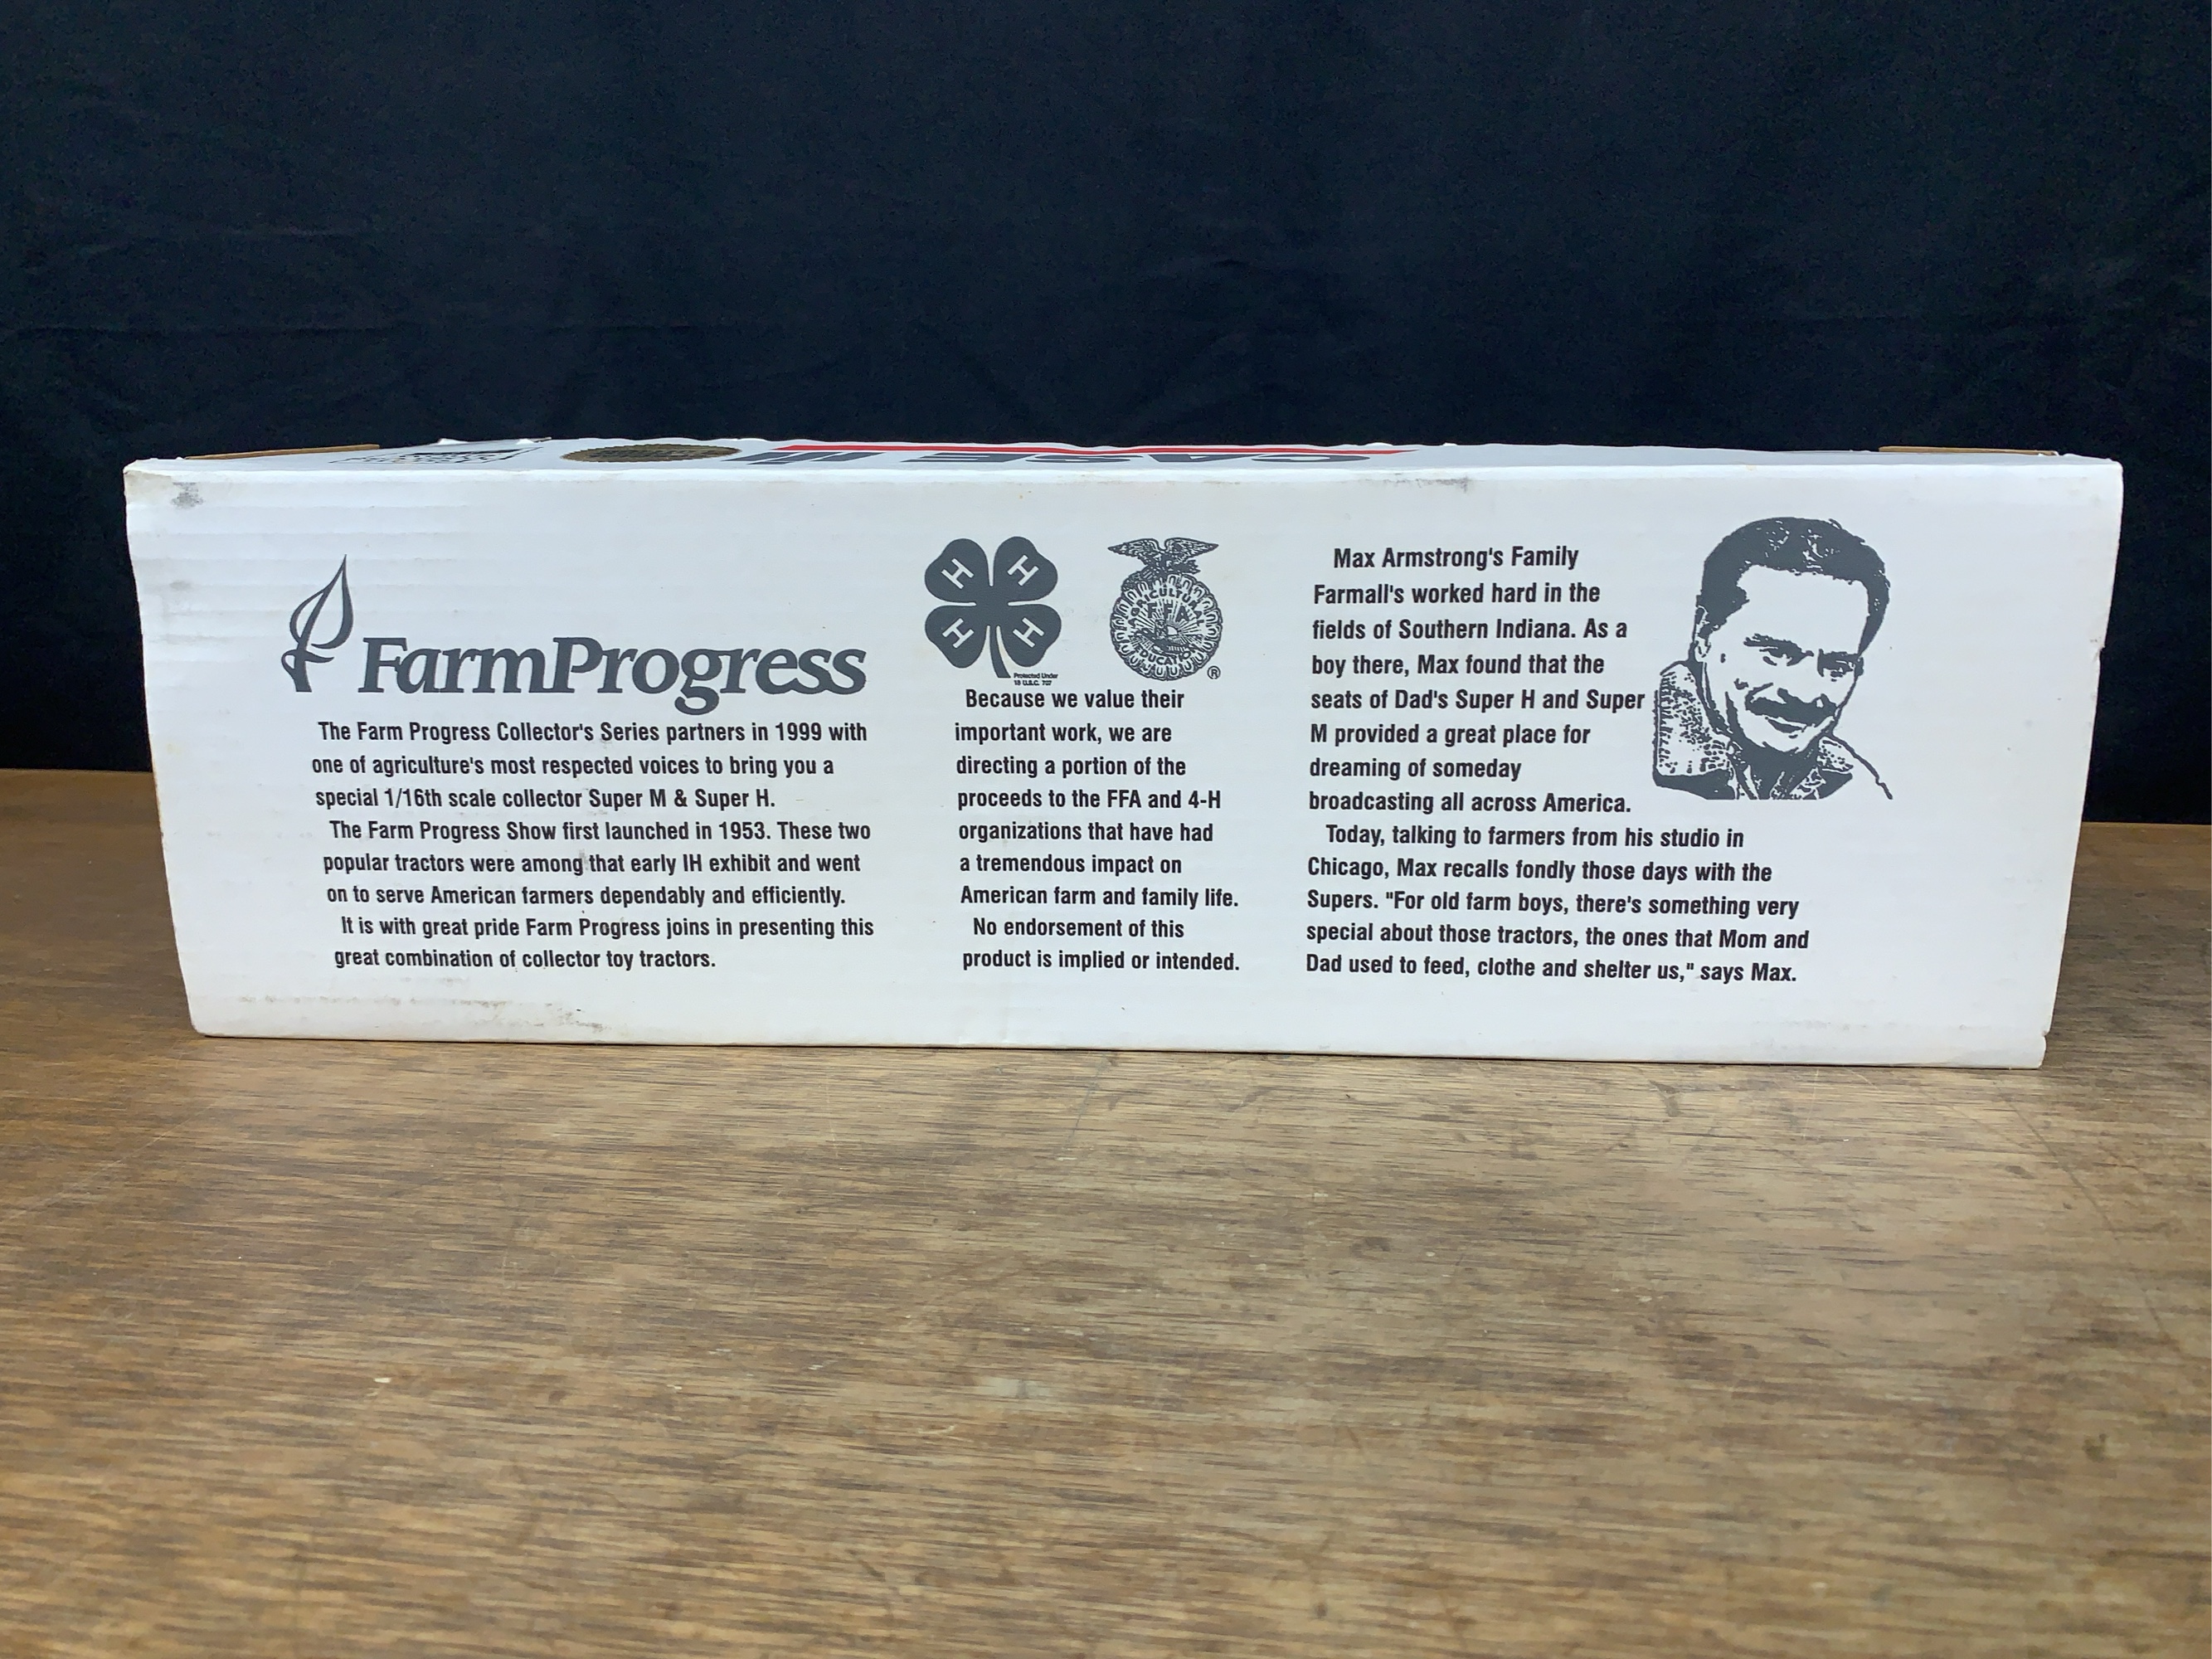 CASE IH
FarmProgress
The Farm Progress Collector's Series partners in 1999 with
one of agriculture's most respected voices to bring you a
special 1/16th scale collector Super M & Super H.
The Farm Progress Show first launched in 1953. These two
popular tractors were among that early IH exhibit and went
on to serve American farmers dependably and efficiently.
It is with great pride Farm Progress joins in presenting this
great combination of collector toy tractors.
H H
H H
Protected Under
18 U.S.C. 707
AGRICULTURAL
FFA
EDUCATION
®
Because we value their
important work, we are
directing a portion of the
proceeds to the FFA and 4-H
organizations that have had
a tremendous impact on
American farm and family life.
No endorsement of this
product is implied or intended.
Max Armstrong's Family
Farmall's worked hard in the
fields of Southern Indiana. As a
boy there, Max found that the
seats of Dad's Super H and Super
M provided a great place for
dreaming of someday
broadcasting all across America.
Today, talking to farmers from his studio in
Chicago, Max recalls fondly those days with the
Supers. "For old farm boys, there's something very
special about those tractors, the ones that Mom and
Dad used to feed, clothe and shelter us," says Max.